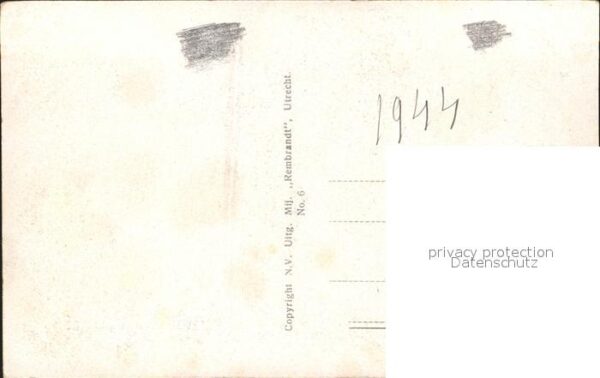 1944
Copyright N.V. Uitg. Mij. „Rembrandt", Utrecht.
No. 6
privacy protection
Datenschutz